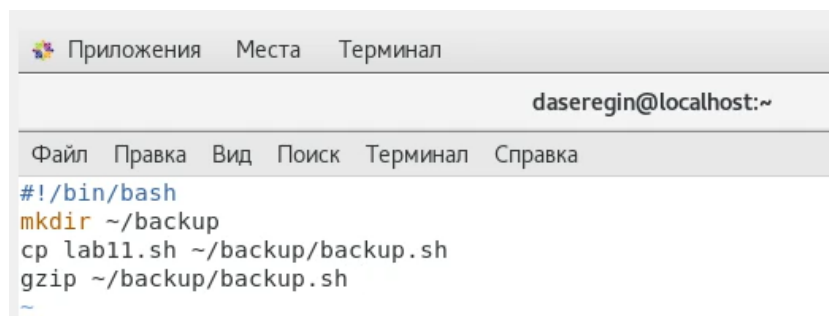 Приложения Места Терминал
daseregin@localhost:~
Файл Правка Вид Поиск Терминал Справка
#!/bin/bash
mkdir ~/backup
cp lab11.sh ~/backup/backup.sh
gzip ~/backup/backup.sh
~